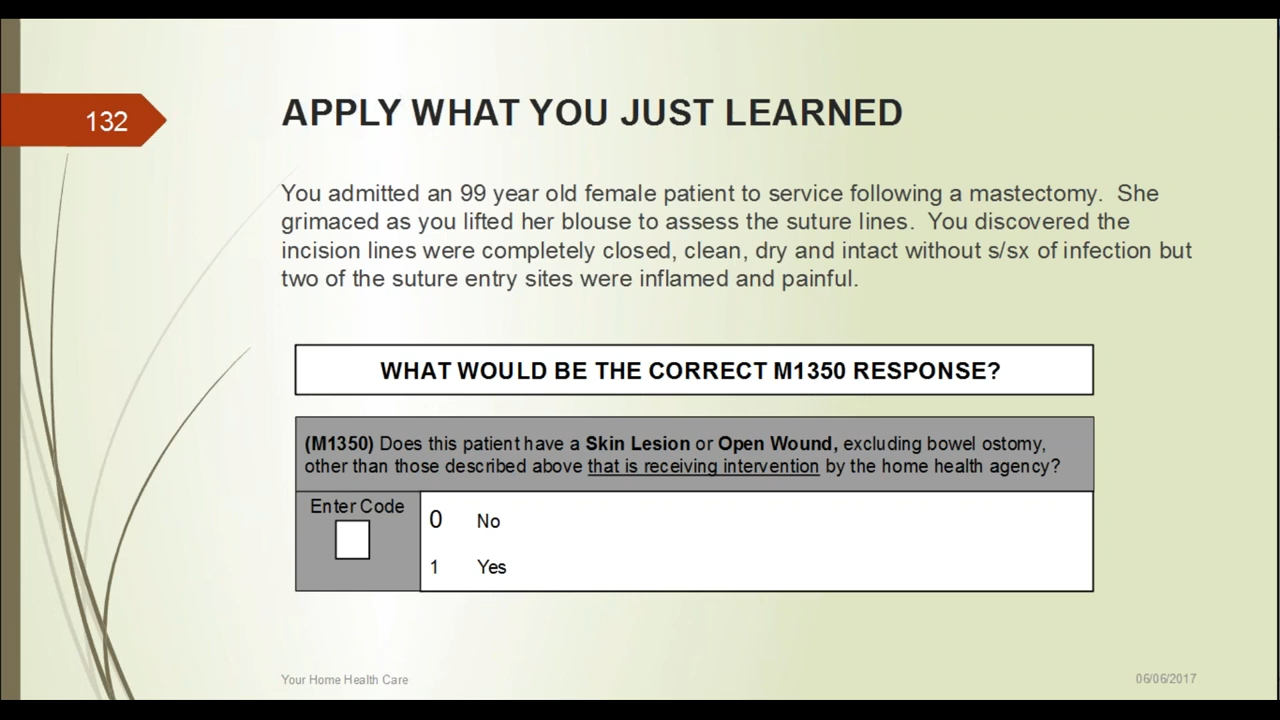 132
APPLY WHAT YOU JUST LEARNED
You admitted an 99 year old female patient to service following a mastectomy. She
grimaced as you lifted her blouse to assess the suture lines. You discovered the
incision lines were completely closed, clean, dry and intact without s/sx of infection but
two of the suture entry sites were inflamed and painful.
WHAT WOULD BE THE CORRECT M1350 RESPONSE?
(M1350) Does this patient have a Skin Lesion or Open Wound, excluding bowel ostomy,
other than those described above that is receiving intervention by the home health agency?
Enter Code
0 No
1 Yes
Your Home Health Care
06/06/2017